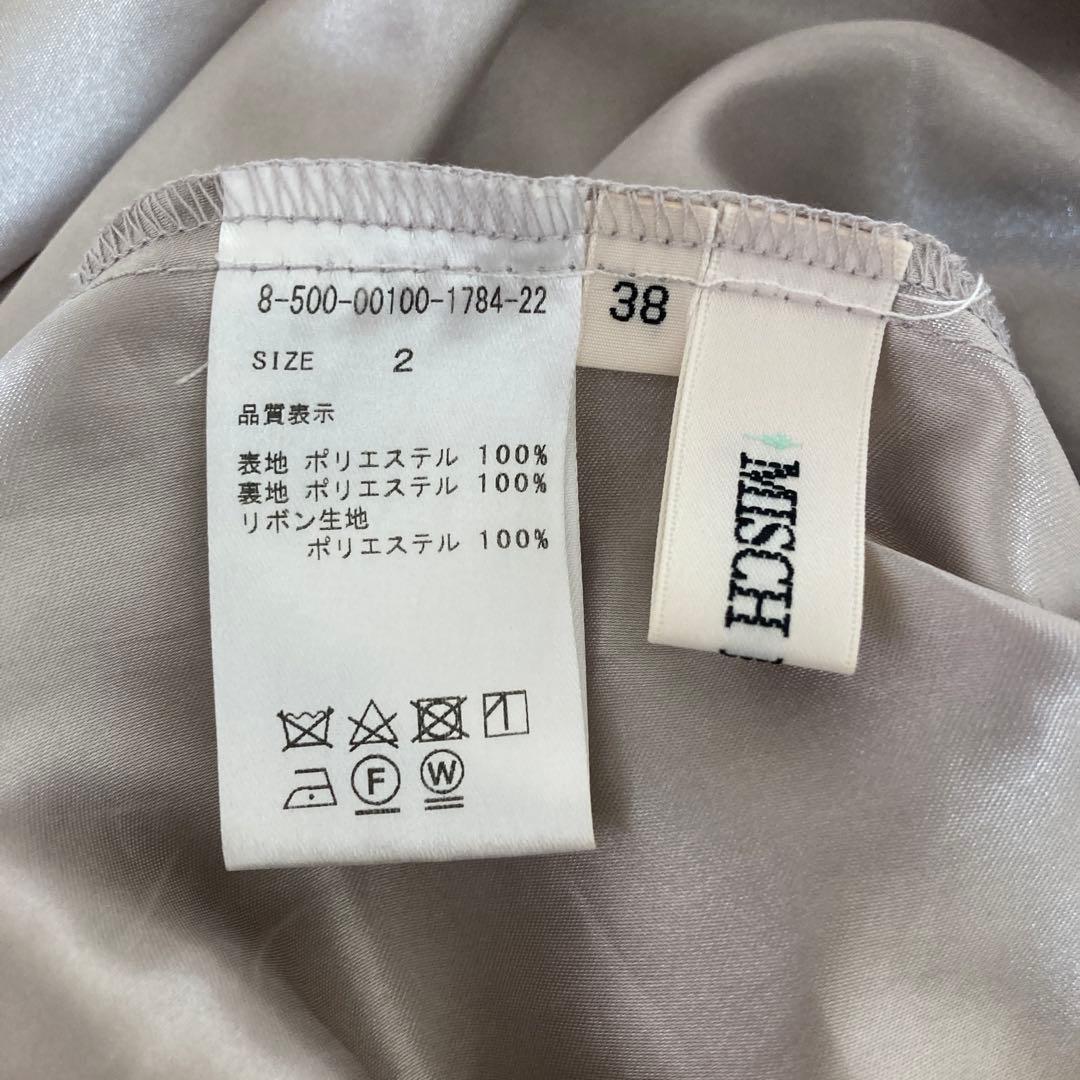 8-500-00100-1784-22
SIZE 2
品質表示
表地 ポリエステル 100%
裏地 ポリエステル 100%
リボン生地
ポリエステル 100%
F W
38
MISCH